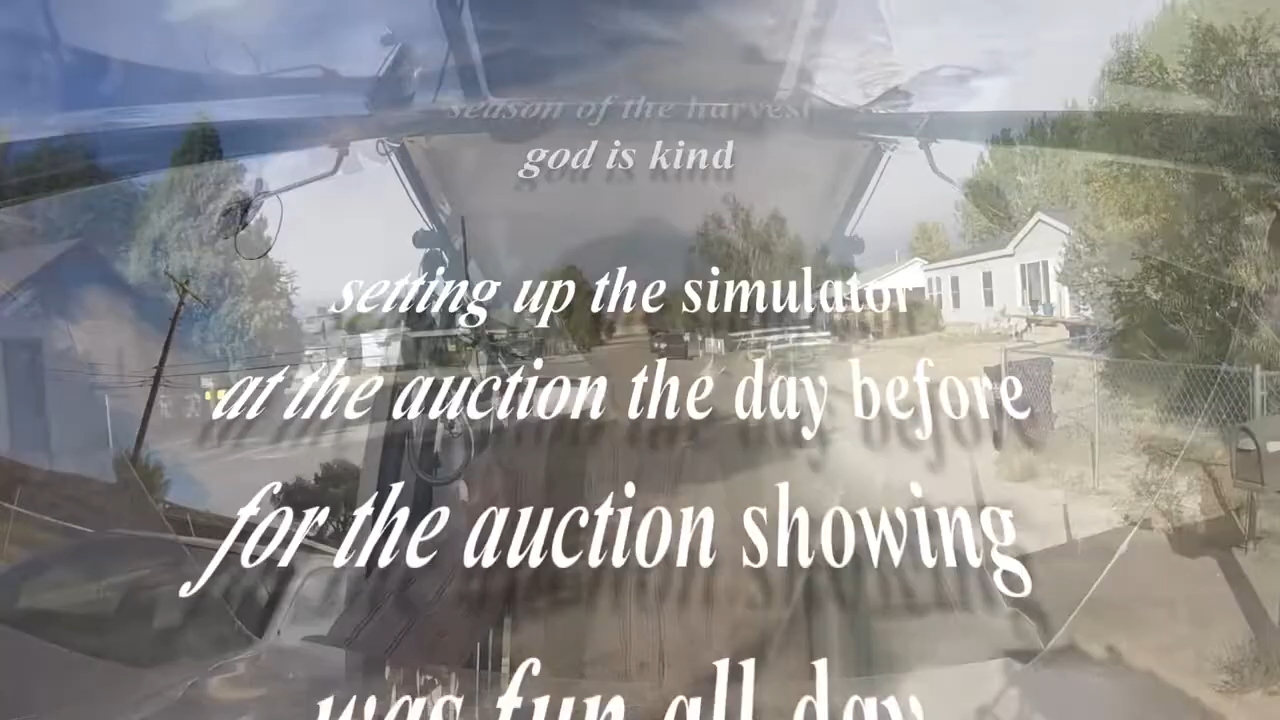 season of the harvest
god is kind
setting up the simulator
at the auction the day before
for the auction showing
was fun all day